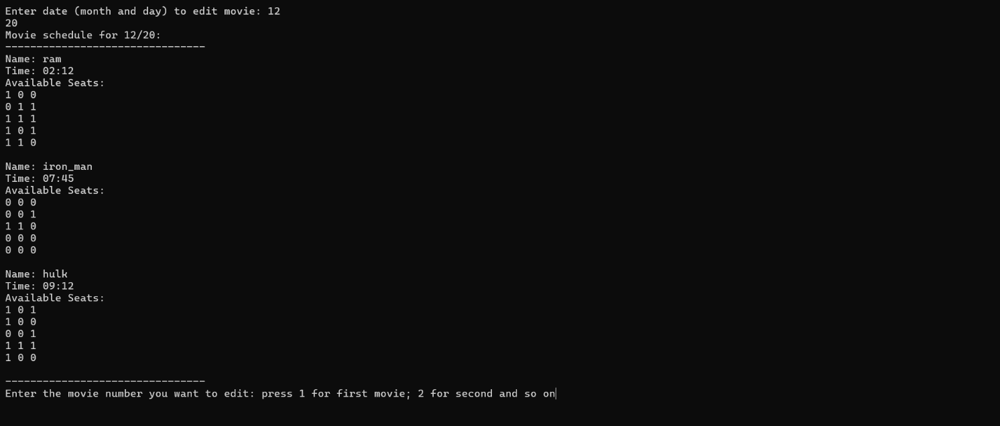 Enter date (month and day) to edit movie: 12
20
Movie schedule for 12/20:
--------------------------------
Name: ram
Time: 02:12
Available Seats:
1 0 0
0 1 1
1 1 1
1 0 1
1 1 0
Name: iron_man
Time: 07:45
Available Seats:
0 0 0
0 0 1
1 1 0
0 0 0
0 0 0
Name: hulk
Time: 09:12
Available Seats:
1 0 1
1 0 0
0 0 1
1 1 1
1 0 0
--------------------------------
Enter the movie number you want to edit: press 1 for first movie; 2 for second and so on